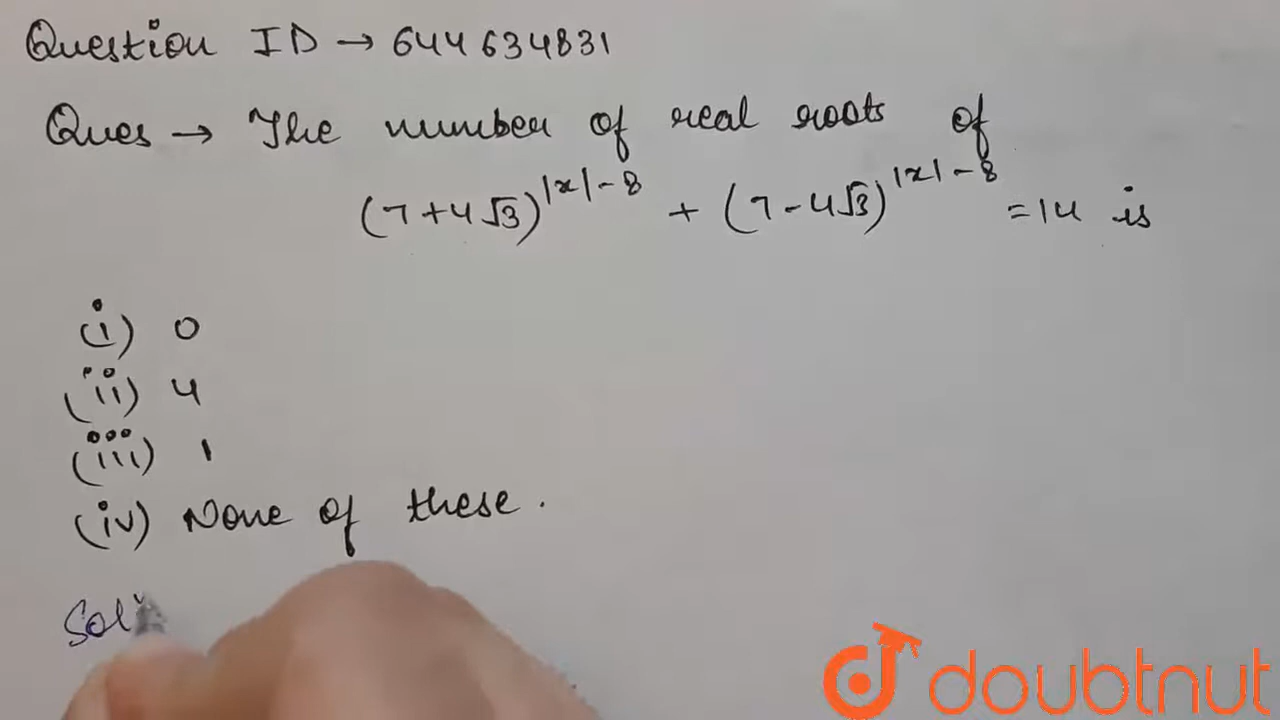 Question ID → 644634831
Ques → The number of real roots of
(7+4√3)^|x|-8 + (7-4√3)^|x|-8 = 14 is
(i) 0
(ii) 4
(iii) 1
(iv) None of these.
Sol
doubtnut